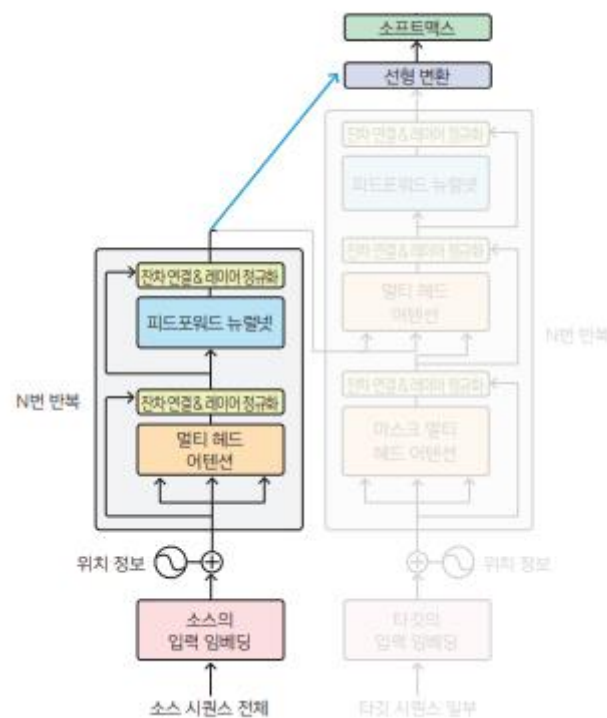 소프트맥스
선형 변환
잔차 연결 & 레이어 정규화
피드포워드 뉴럴넷
잔차 연결 & 레이어 정규화
멀티 헤드
어텐션
N번 반복
잔차 연결 & 레이어 정규화
마스크 멀티
헤드 어텐션
위치 정보
타깃의
입력 임베딩
타깃 시퀀스 일부
잔차 연결 & 레이어 정규화
피드포워드 뉴럴넷
N번 반복
잔차 연결 & 레이어 정규화
멀티 헤드
어텐션
위치 정보
소스의
입력 임베딩
소스 시퀀스 전체